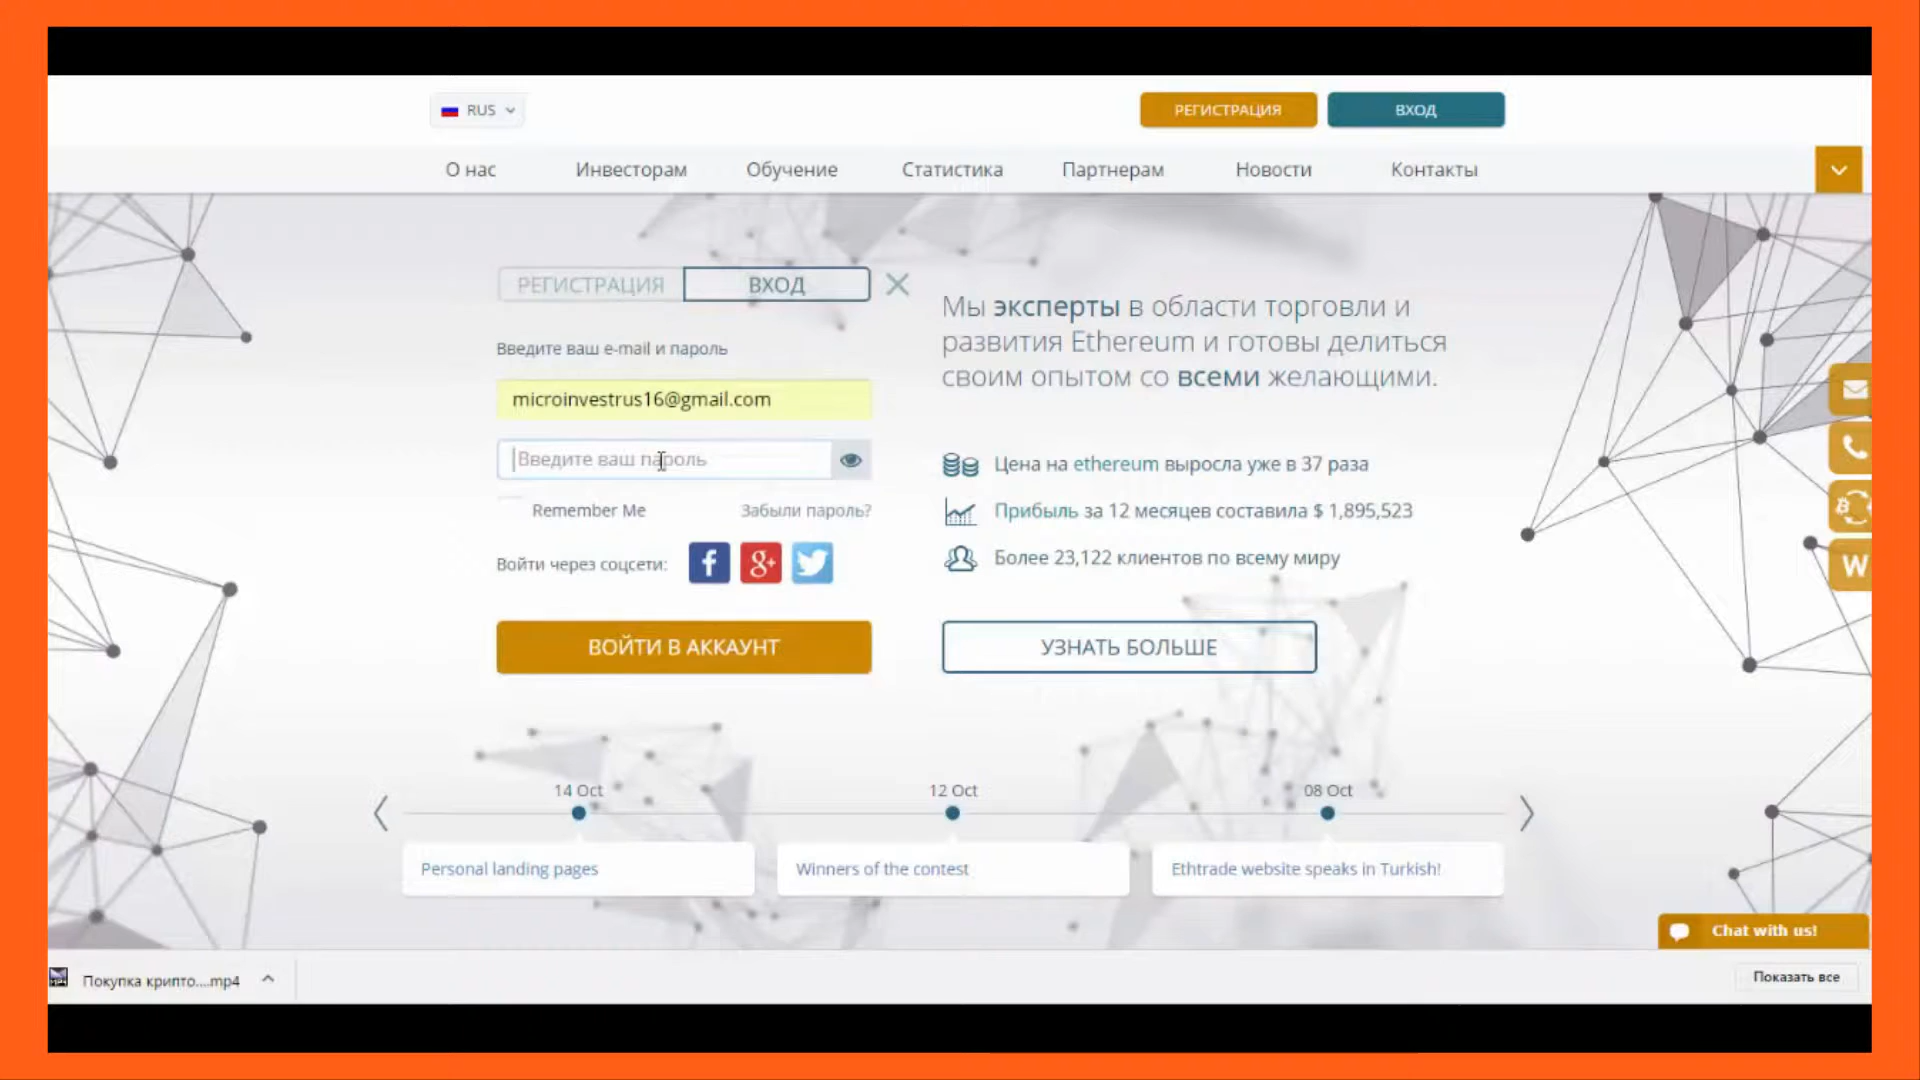 RUS
РЕГИСТРАЦИЯ
ВХОД
О нас
Инвесторам
Обучение
Статистика
Партнерам
Новости
Контакты
РЕГИСТРАЦИЯ
ВХОД
Введите ваш e-mail и пароль
microinvestrus16@gmail.com
Введите ваш пароль
Remember Me
Забыли пароль?
Войти через соцсети:
f
g+
ВОЙТИ В АККАУНТ
Мы эксперты в области торговли и
развития Ethereum и готовы делиться
своим опытом со всеми желающими.
Цена на ethereum выросла уже в 37 раза
Прибыль за 12 месяцев составила $ 1,895,523
Более 23,122 клиентов по всему миру
УЗНАТЬ БОЛЬШЕ
W
14 Oct
12 Oct
08 Oct
Personal landing pages
Winners of the contest
Ethtrade website speaks in Turkish!
Chat with us!
Покупка крипто....mp4
Показать все